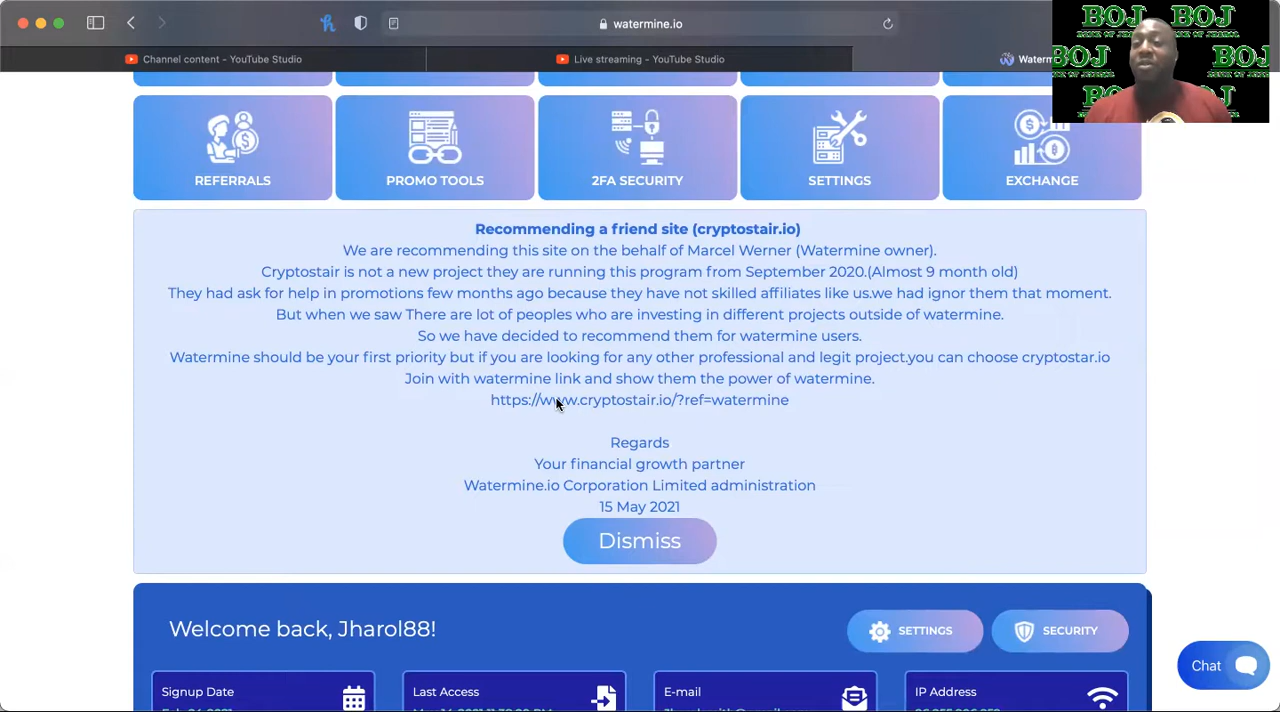 watermine.io
Channel content - YouTube Studio
Live streaming - YouTube Studio
BOJ BOJ
BOJ BOJ
REFERRALS
PROMO TOOLS
2FA SECURITY
SETTINGS
EXCHANGE
Recommending a friend site (cryptostair.io)
We are recommending this site on the behalf of Marcel Werner (Watermine owner).
Cryptostair is not a new project they are running this program from September 2020.(Almost 9 month old)
They had ask for help in promotions few months ago because they have not skilled affiliates like us.we had ignor them that moment.
But when we saw There are lot of peoples who are investing in different projects outside of watermine.
So we have decided to recommend them for watermine users.
Watermine should be your first priority but if you are looking for any other professional and legit project,you can choose cryptostar.io
Join with watermine link and show them the power of watermine.
https://www.cryptostair.io/?ref=watermine
Regards
Your financial growth partner
Watermine.io Corporation Limited administration
15 May 2021
Dismiss
Welcome back, Jharol88!
SETTINGS
SECURITY
Signup Date
Last Access
E-mail
IP Address
Chat